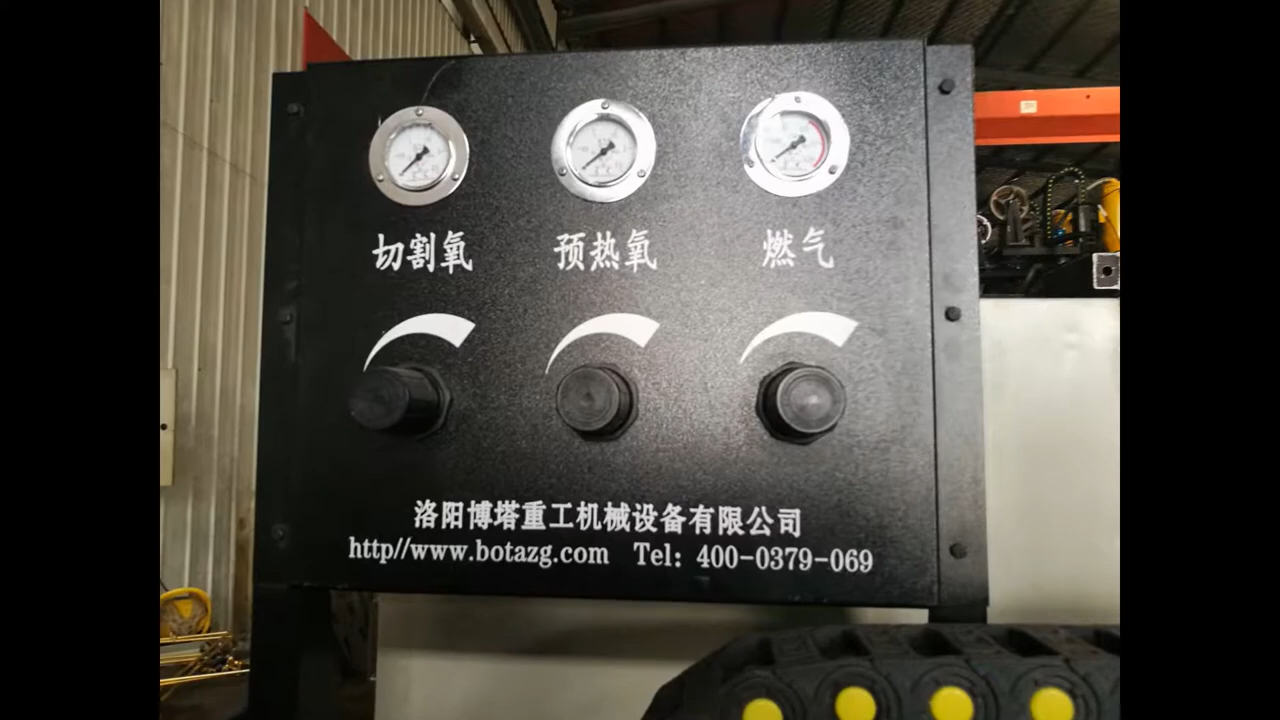 切割氧 预热氧 燃气
洛阳博塔重工机械设备有限公司
http//www.botazg.com Tel: 400-0379-069